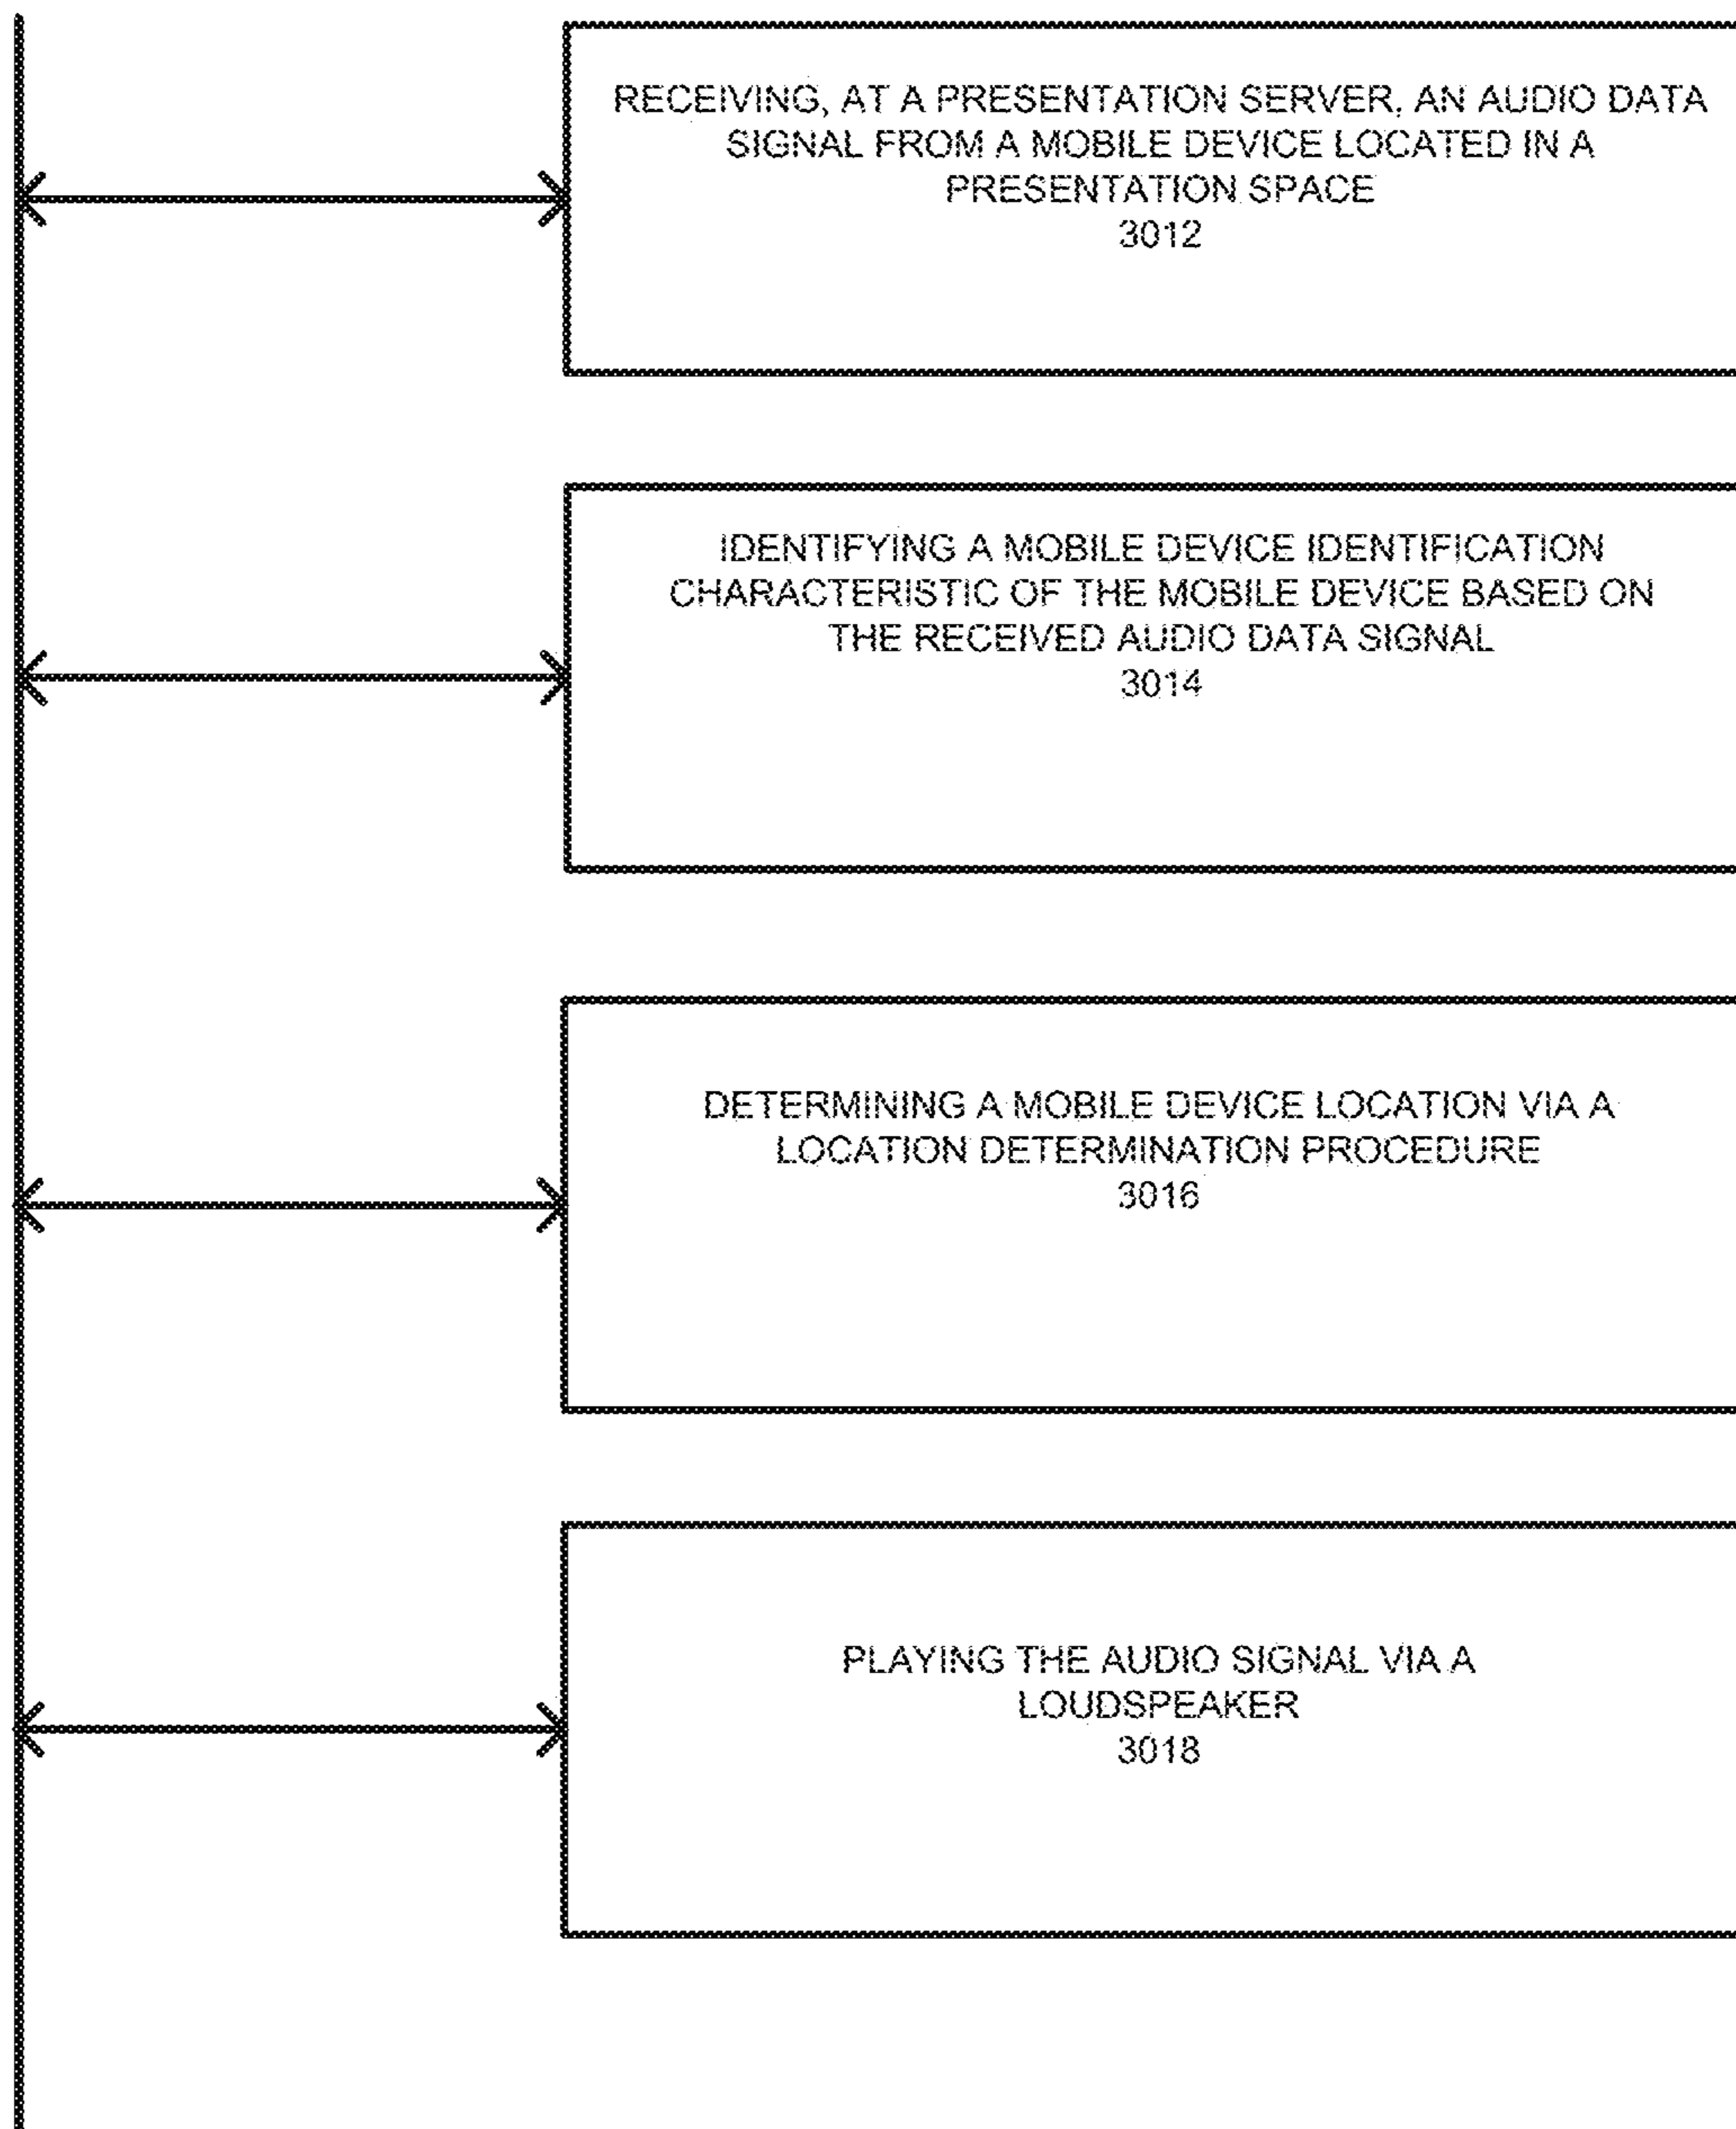 RECEIVING, AT A PRESENTATION SERVER, AN AUDIO DATA
SIGNAL FROM A MOBILE DEVICE LOCATED IN A
PRESENTATION SPACE
3012
IDENTIFYING A MOBILE DEVICE IDENTIFICATION
CHARACTERISTIC OF THE MOBILE DEVICE BASED ON
THE RECEIVED AUDIO DATA SIGNAL
3014
DETERMINING A MOBILE DEVICE LOCATION VIA A
LOCATION DETERMINATION PROCEDURE
3016
PLAYING THE AUDIO SIGNAL VIA A
LOUDSPEAKER
3018